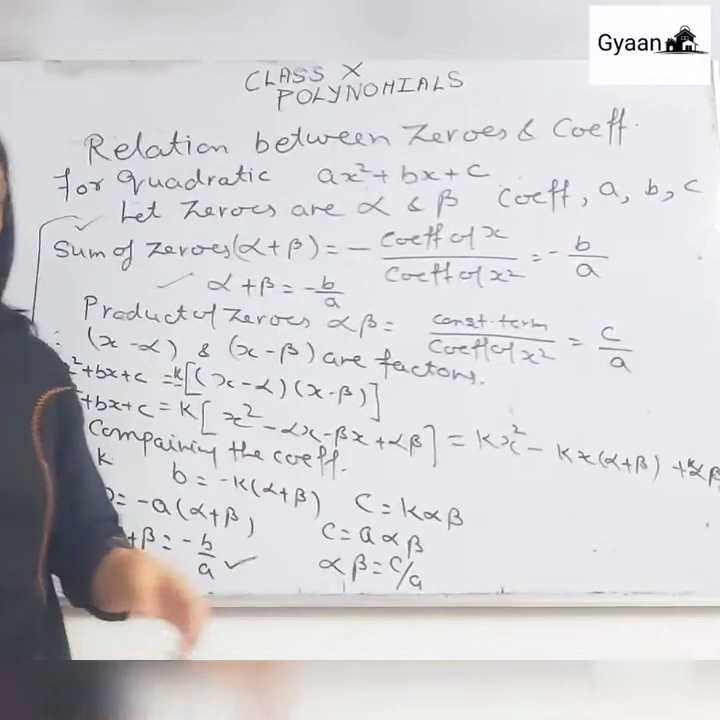 Gyaan
CLASS X
POLYNOMIALS
Relation between Zeroes & Coeff.
for quadratic ax²+ bx + c
Let Zeroes are α & β Coeff, a, b, c
Sum of Zeroes (α+β) = - Coeff of x / Coeff of x² = - b/a
α + β = - b/a
Product of Zeroes αβ = const. term / Coeff of x² = c/a
∵ (x-α) & (x-β) are factors.
x²+bx+c = k[(x-α)(x-β)]
+bx+c = K[x² - αx - βx + αβ] = Kx² - Kx(α+β) + kαβ
Comparing the coeff.
K b = -K(α+β) C = Kαβ
= -a(α+β) C = aαβ
+β = -b/a αβ = c/a